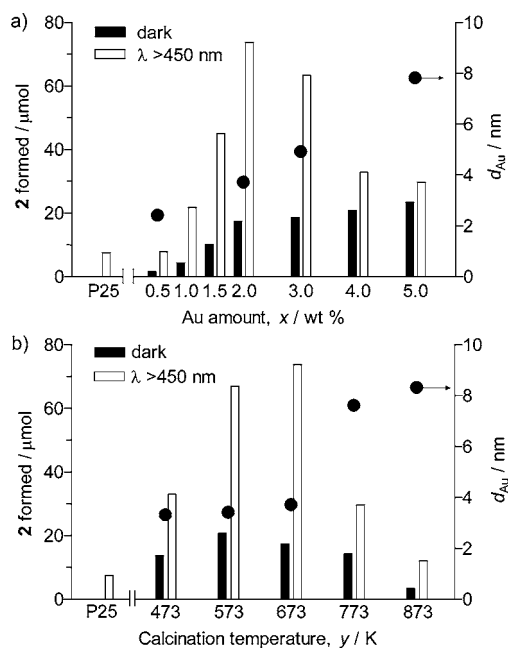 a)
80
60
40
20
0
2 formed / μmol
dark
λ >450 nm
10
8
6
4
2
0
dAu / nm
P25 0.5 1.0 1.5 2.0 3.0 4.0 5.0
Au amount, x / wt %
b)
80
60
40
20
0
2 formed / μmol
dark
λ >450 nm
10
8
6
4
2
0
dAu / nm
P25 473 573 673 773 873
Calcination temperature, y / K